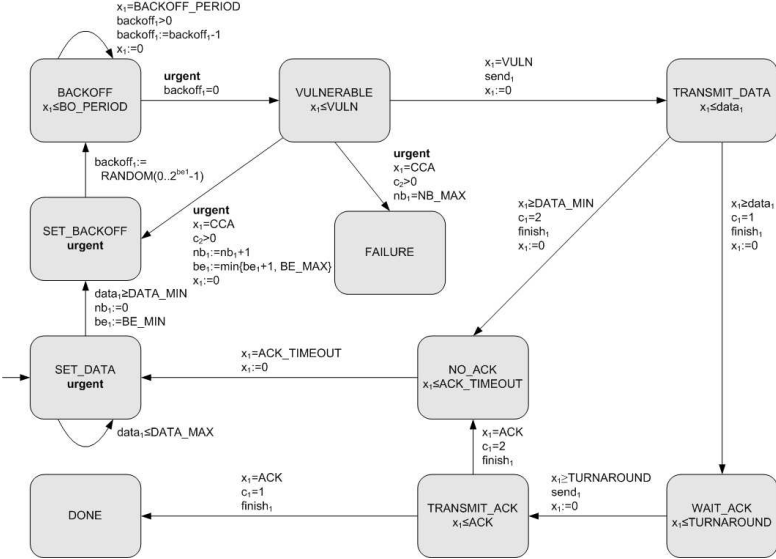 x₁=BACKOFF_PERIOD
backoff₁>0
backoff₁:=backoff₁-1
x₁:=0
BACKOFF
x₁≤BO_PERIOD
urgent
backoff₁=0
VULNERABLE
x₁≤VULN
x₁=VULN
send₁
x₁:=0
TRANSMIT_DATA
x₁≤data₁
backoff₁:=
RANDOM(0..2^be1-1)
urgent
x₁=CCA
c₂>0
nb₁=NB_MAX
SET_BACKOFF
urgent
urgent
x₁=CCA
c₂>0
nb₁:=nb₁+1
be₁:=min{be₁+1, BE_MAX}
x₁:=0
FAILURE
x₁≥DATA_MIN
c₁=2
finish₁
x₁:=0
x₁≥data₁
c₁=1
finish₁
x₁:=0
data₁≥DATA_MIN
nb₁:=0
be₁:=BE_MIN
SET_DATA
urgent
x₁=ACK_TIMEOUT
x₁:=0
NO_ACK
x₁≤ACK_TIMEOUT
data₁≤DATA_MAX
x₁=ACK
c₁=2
finish₁
DONE
x₁=ACK
c₁=1
finish₁
TRANSMIT_ACK
x₁≤ACK
x₁≥TURNAROUND
send₁
x₁:=0
WAIT_ACK
x₁≤TURNAROUND